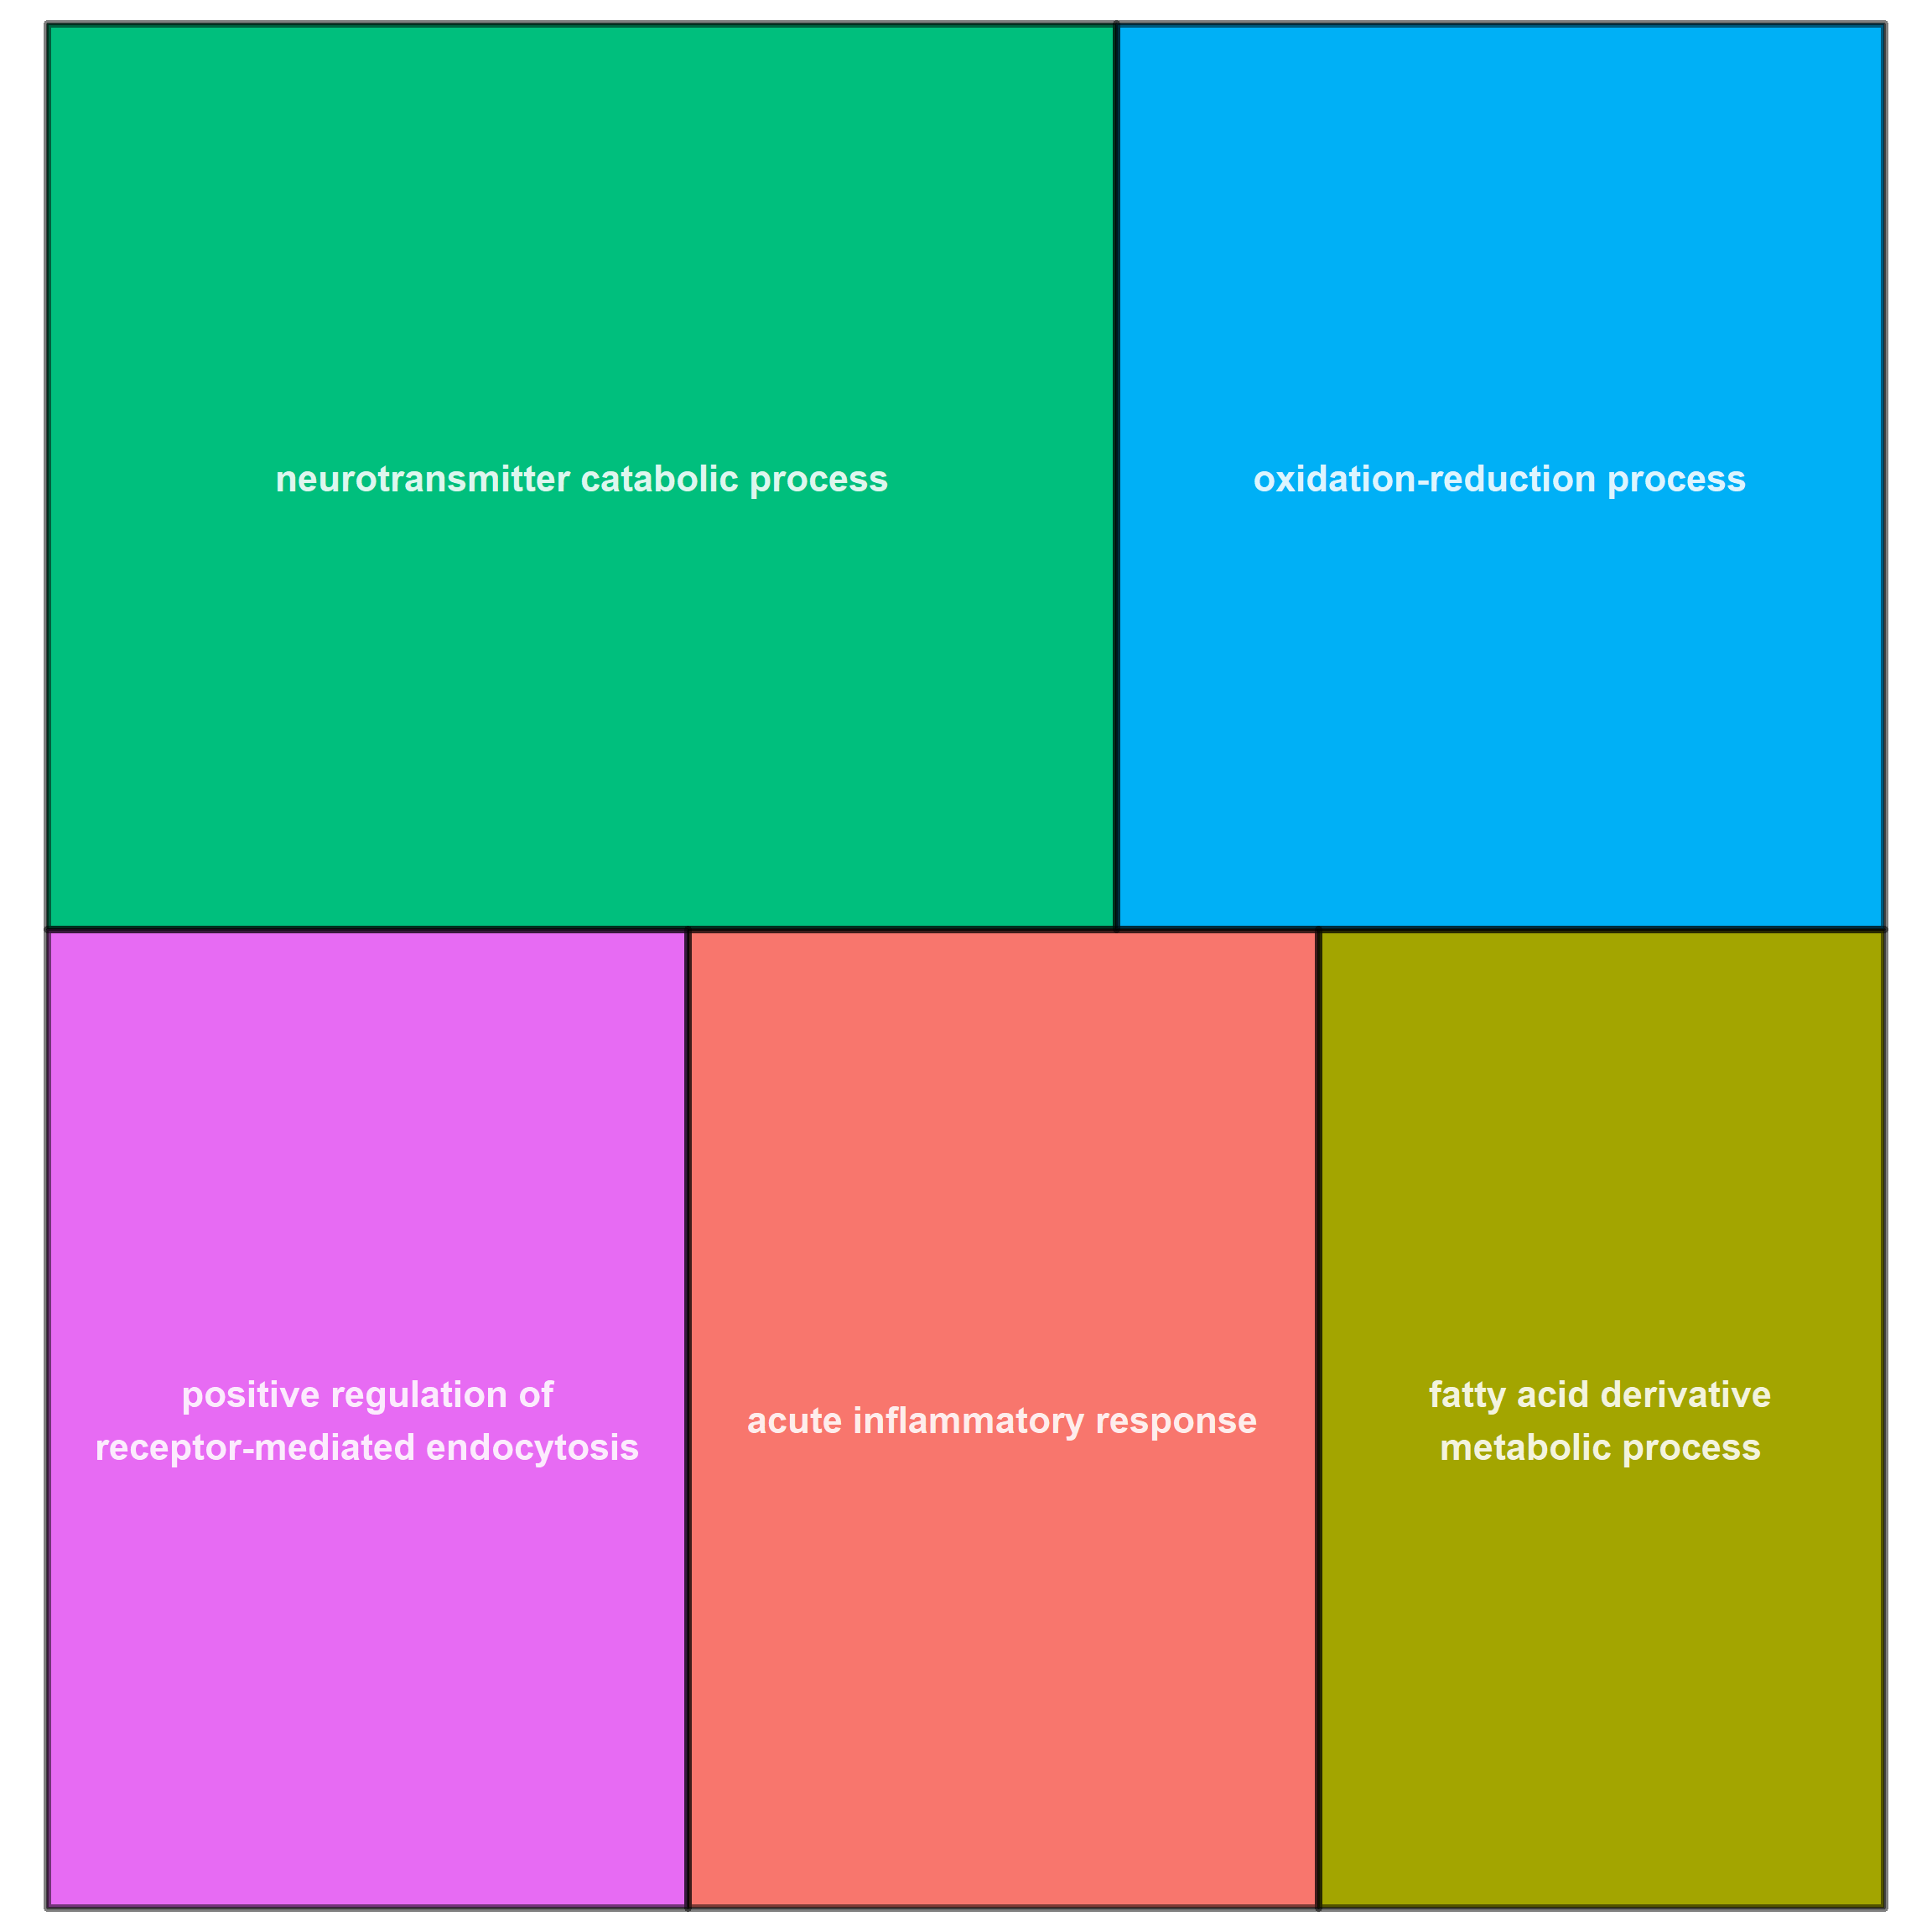 neurotransmitter catabolic process
oxidation-reduction process
positive regulation of
receptor-mediated endocytosis
acute inflammatory response
fatty acid derivative
metabolic process